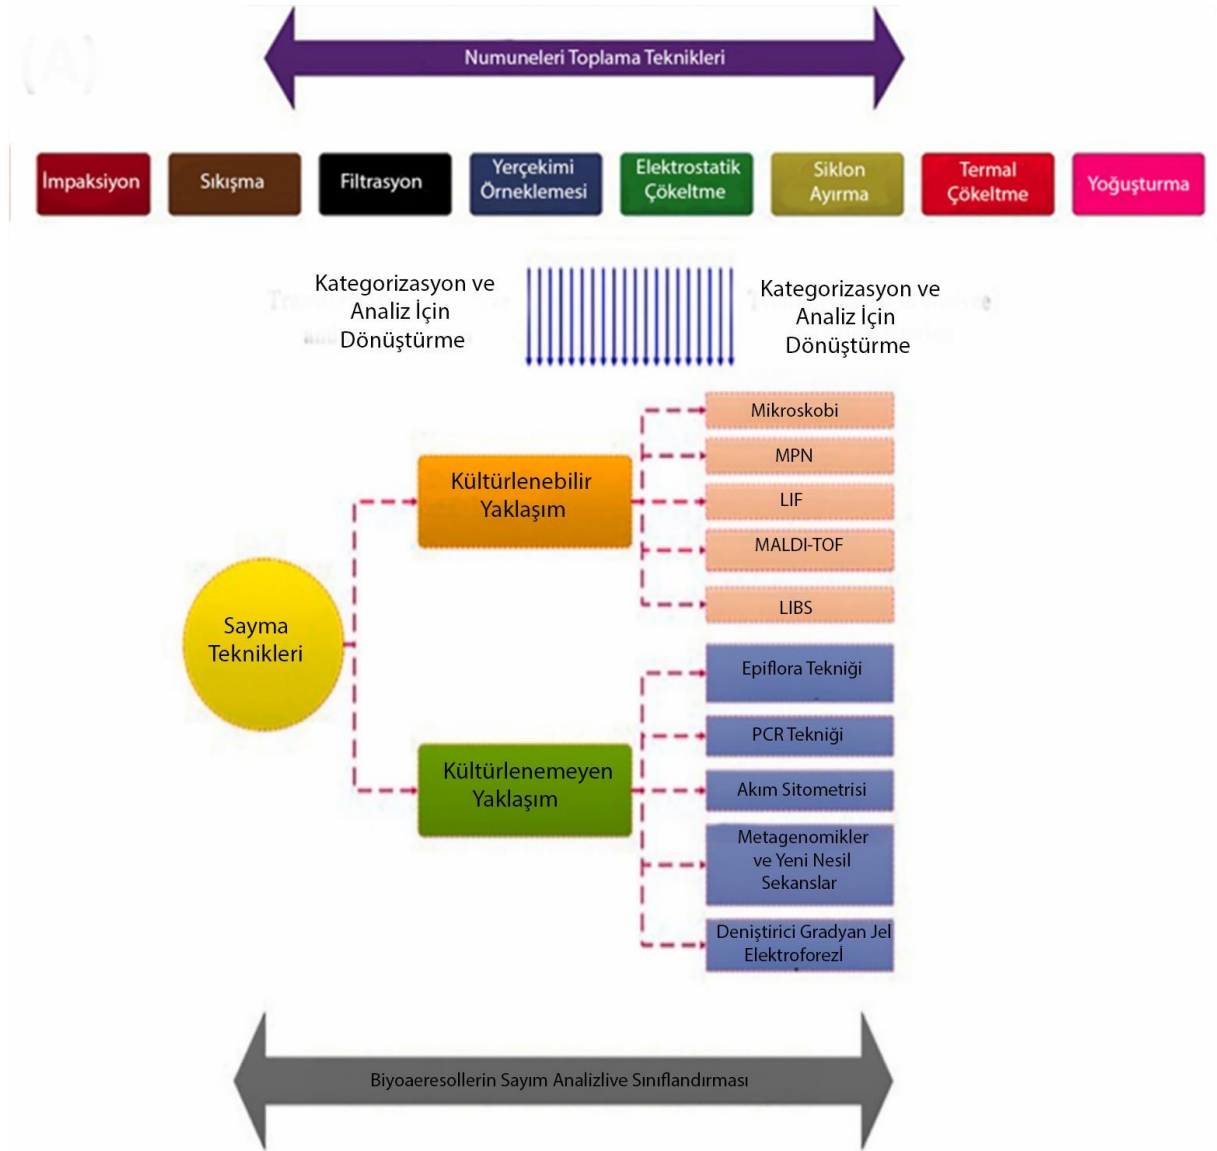 (A)
Numuneleri Toplama Teknikleri
İmpaksiyon
Sıkışma
Filtrasyon
Yerçekimi
Örneklemesi
Elektrostatik
Çökeltme
Siklon
Ayırma
Termal
Çökeltme
Yoğuşturma
Kategorizasyon ve
Analiz İçin
Dönüştürme
Kategorizasyon ve
Analiz İçin
Dönüştürme
Sayma
Teknikleri
Kültürlenebilir
Yaklaşım
Mikroskobi
MPN
LIF
MALDI-TOF
LIBS
Kültürlenemeyen
Yaklaşım
Epiflora Tekniği
PCR Tekniği
Akım Sitometrisi
Metagenomikler
ve Yeni Nesil
Sekanslar
Deniştirici Gradyan Jel
Elektroforezİ
Biyoaeresollerin Sayım Analizlive Sınıflandırması